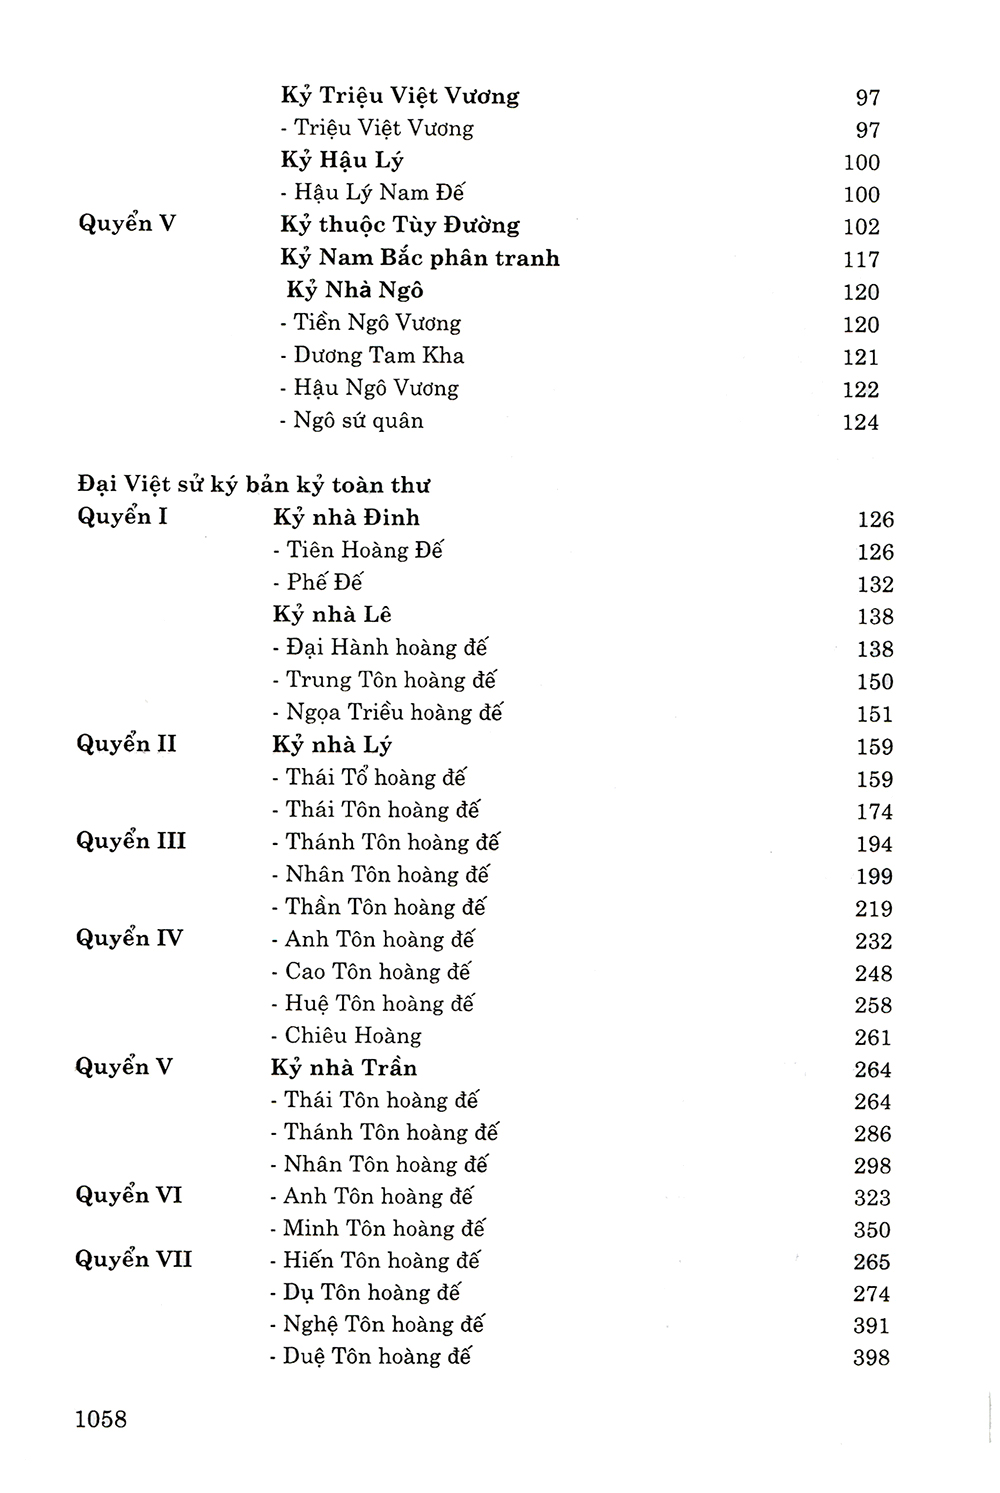 Kỷ Triệu Việt Vương 97
- Triệu Việt Vương 97
Kỷ Hậu Lý 100
- Hậu Lý Nam Đế 100
Quyển V Kỷ thuộc Tùy Đường 102
Kỷ Nam Bắc phân tranh 117
Kỷ Nhà Ngô 120
- Tiền Ngô Vương 120
- Dương Tam Kha 121
- Hậu Ngô Vương 122
- Ngô sứ quân 124
Đại Việt sử ký bản kỷ toàn thư
Quyển I Kỷ nhà Đinh 126
- Tiên Hoàng Đế 126
- Phế Đế 132
Kỷ nhà Lê 138
- Đại Hành hoàng đế 138
- Trung Tôn hoàng đế 150
- Ngọa Triều hoàng đế 151
Quyển II Kỷ nhà Lý 159
- Thái Tổ hoàng đế 159
- Thái Tôn hoàng đế 174
Quyển III - Thánh Tôn hoàng đế 194
- Nhân Tôn hoàng đế 199
- Thần Tôn hoàng đế 219
Quyển IV - Anh Tôn hoàng đế 232
- Cao Tôn hoàng đế 248
- Huệ Tôn hoàng đế 258
- Chiêu Hoàng 261
Quyển V Kỷ nhà Trần 264
- Thái Tôn hoàng đế 264
- Thánh Tôn hoàng đế 286
- Nhân Tôn hoàng đế 298
Quyển VI - Anh Tôn hoàng đế 323
- Minh Tôn hoàng đế 350
Quyển VII - Hiến Tôn hoàng đế 265
- Dụ Tôn hoàng đế 274
- Nghệ Tôn hoàng đế 391
- Duệ Tôn hoàng đế 398
1058